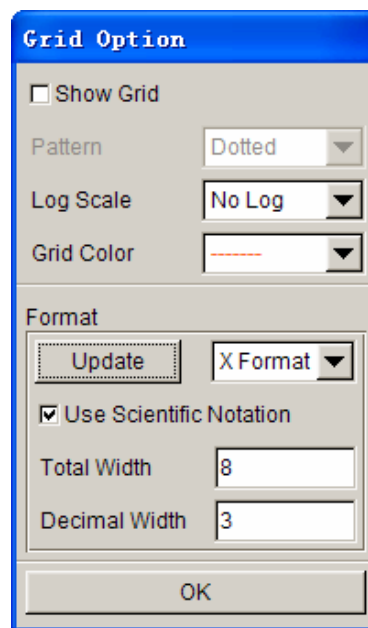 Grid Option
Show Grid
Pattern Dotted
Log Scale No Log
Grid Color -------
Format
Update X Format
Use Scientific Notation
Total Width 8
Decimal Width 3
OK